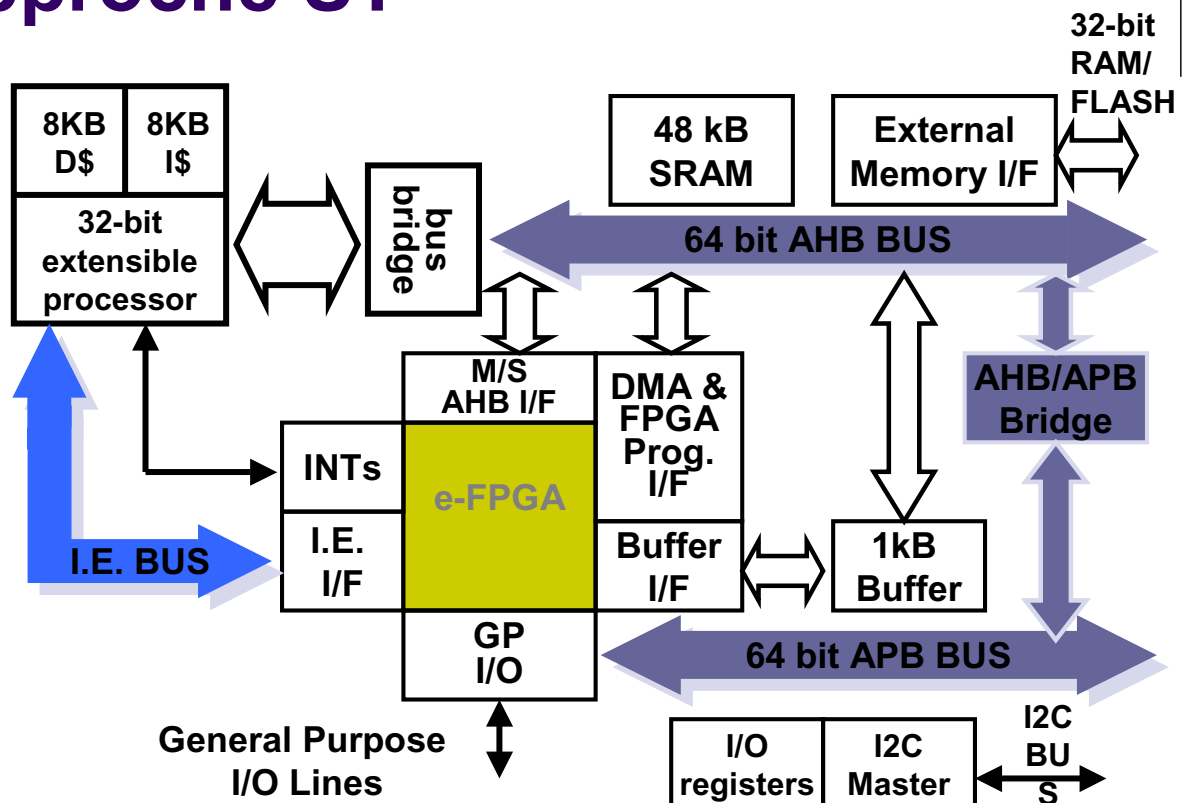 32-bit
RAM/
FLASH
8KB
D$
8KB
I$
32-bit
extensible
processor
bus
bridge
48 kB
SRAM
External
Memory I/F
64 bit AHB BUS
M/S
AHB I/F
DMA &
FPGA
Prog.
I/F
AHB/APB
Bridge
INTs
e-FPGA
I.E. BUS
I.E.
I/F
Buffer
I/F
1kB
Buffer
GP
I/O
64 bit APB BUS
General Purpose
I/O Lines
I/O
registers
I2C
Master
I2C
BU
S